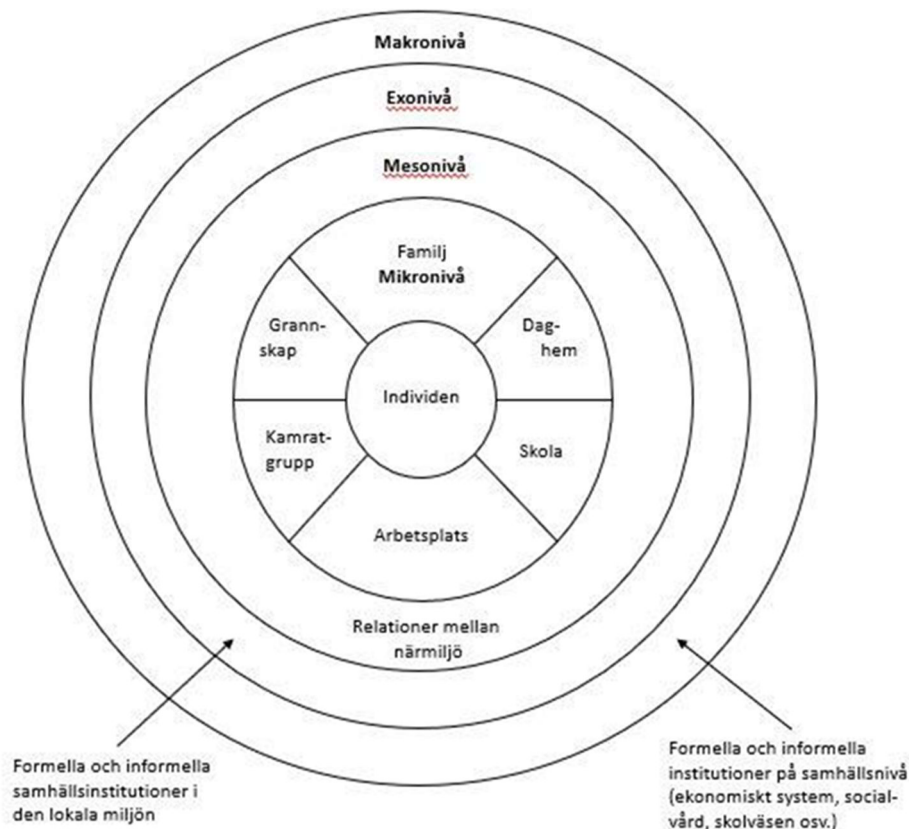 Makronivå
Exonivå
Mesonivå
Familj
Mikronivå
Grann-
skap
Dag-
hem
Individen
Kamrat-
grupp
Skola
Arbetsplats
Relationer mellan
närmiljö
Formella och informella
samhällsinstitutioner i
den lokala miljön
Formella och informella
institutioner på samhällsnivå
(ekonomiskt system, social-
vård, skolväsen osv.)